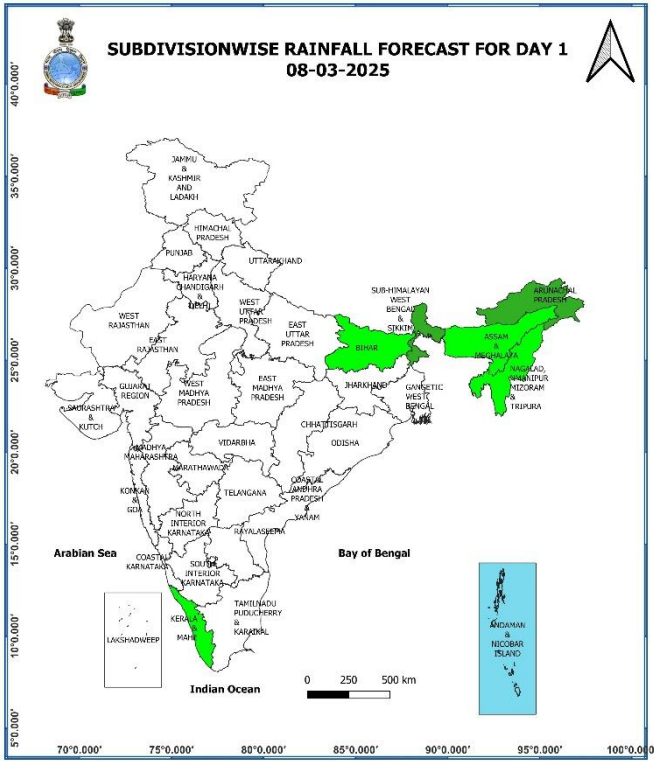 SUBDIVISIONWISE RAINFALL FORECAST FOR DAY 1
08-03-2025
40°0.000'
35°0.000'
30°0.000'
25°0.000'
20°0.000'
15°0.000'
10°0.000'
5°0.000'
JAMMU
&
KASHMIR
AND
LADAKH
HIMACHAL
PRADESH
PUNJAB
UTTARAKHAND
HARYANA
CHANDIGARH
&
DELHI
WEST
RAJASTHAN
WEST
UTTAR
PRADESH
EAST
UTTAR
PRADESH
EAST
RAJASTHAN
SUB-HIMALAYAN
WEST
BENGAL
&
SIKKIM
ARUNACHAL
PRADESH
ASSAM
&
MEGHALAYA
NAGALAD,
MANIPUR
MIZORAM
&
TRIPURA
BIHAR
JHARKHAND
GANGETIC
WEST
BENGAL
GUJARAT
REGION
SAURASHTRA
&
KUTCH
WEST
MADHYA
PRADESH
EAST
MADHYA
PRADESH
CHHATTISGARH
ODISHA
VIDARBHA
MADHYA
MAHARASHTRA
MARATHAWADA
KONKAN
&
GOA
TELANGANA
COASTAL
ANDHRA
PRADESH
&
YANAM
NORTH
INTERIOR
KARNATAKA
RAYALASEEMA
COASTAL
KARNATAKA
SOUTH
INTERIOR
KARNATAKA
Arabian Sea
Bay of Bengal
KERALA
&
MAHE
TAMILNADU
PUDUCHERRY
&
KARAIKAL
LAKSHADWEEP
ANDAMAN
&
NICOBAR
ISLAND
Indian Ocean
0 250 500 km
70°0.000' 75°0.000' 80°0.000' 85°0.000' 90°0.000' 95°0.000' 100°0.000'